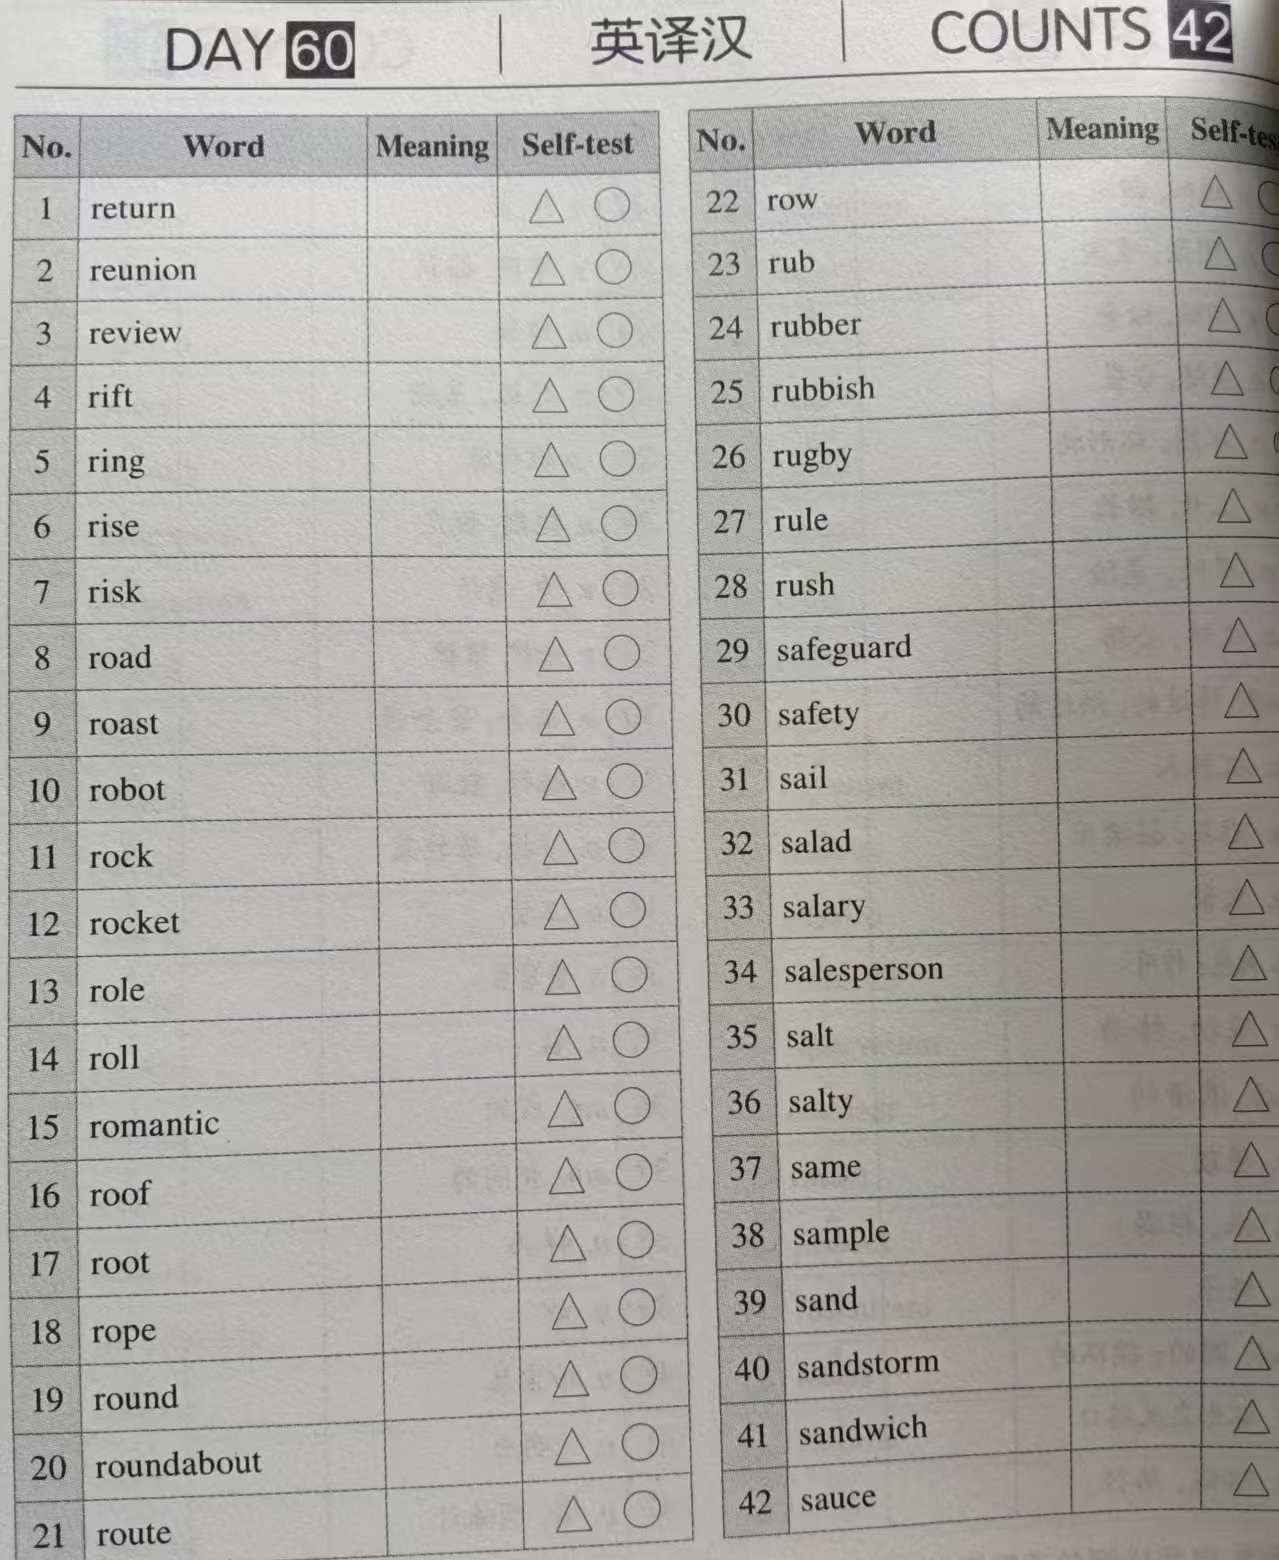 DAY 60 英译汉 COUNTS 42
No. Word Meaning Self-test
1 return
2 reunion
3 review
4 rift
5 ring
6 rise
7 risk
8 road
9 roast
10 robot
11 rock
12 rocket
13 role
14 roll
15 romantic
16 roof
17 root
18 rope
19 round
20 roundabout
21 route
No. Word Meaning Self-tes
22 row
23 rub
24 rubber
25 rubbish
26 rugby
27 rule
28 rush
29 safeguard
30 safety
31 sail
32 salad
33 salary
34 salesperson
35 salt
36 salty
37 same
38 sample
39 sand
40 sandstorm
41 sandwich
42 sauce